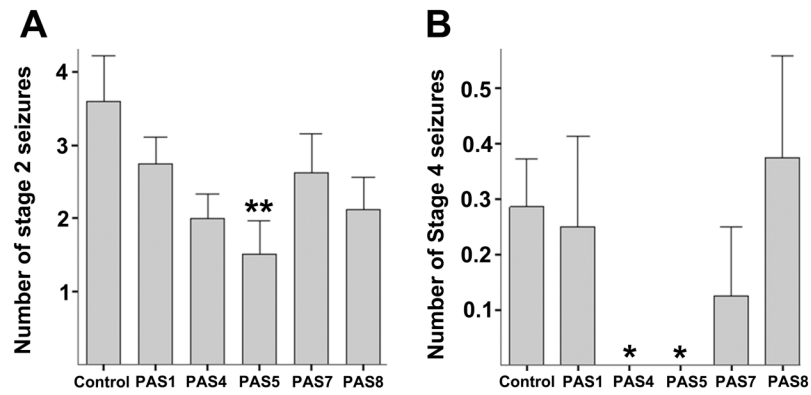 A
Number of stage 2 seizures
4
3
2
1
**
Control PAS1 PAS4 PAS5 PAS7 PAS8
B
Number of Stage 4 seizures
0.5
0.4
0.3
0.2
0.1
* *
Control PAS1 PAS4 PAS5 PAS7 PAS8